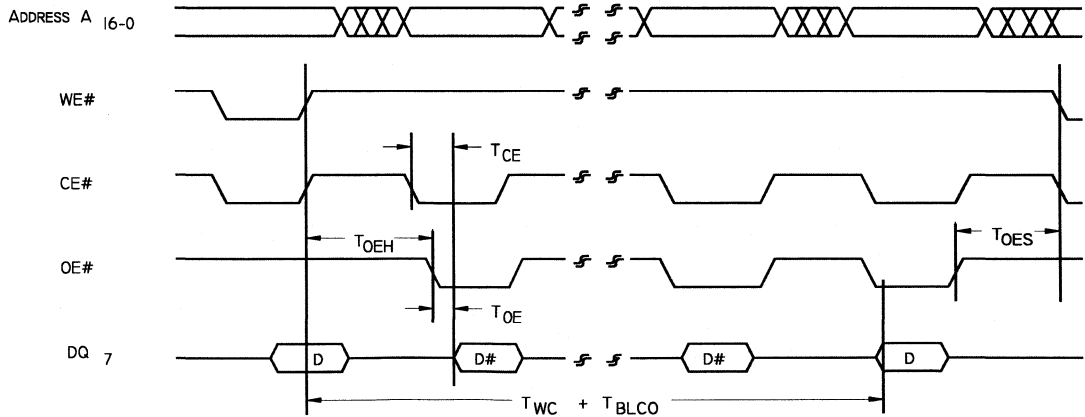 ADDRESS A 16-0
WE#
T CE
CE#
T OEH
T OES
OE#
T OE
DQ 7
D
D#
D#
D
T WC + T BLCO